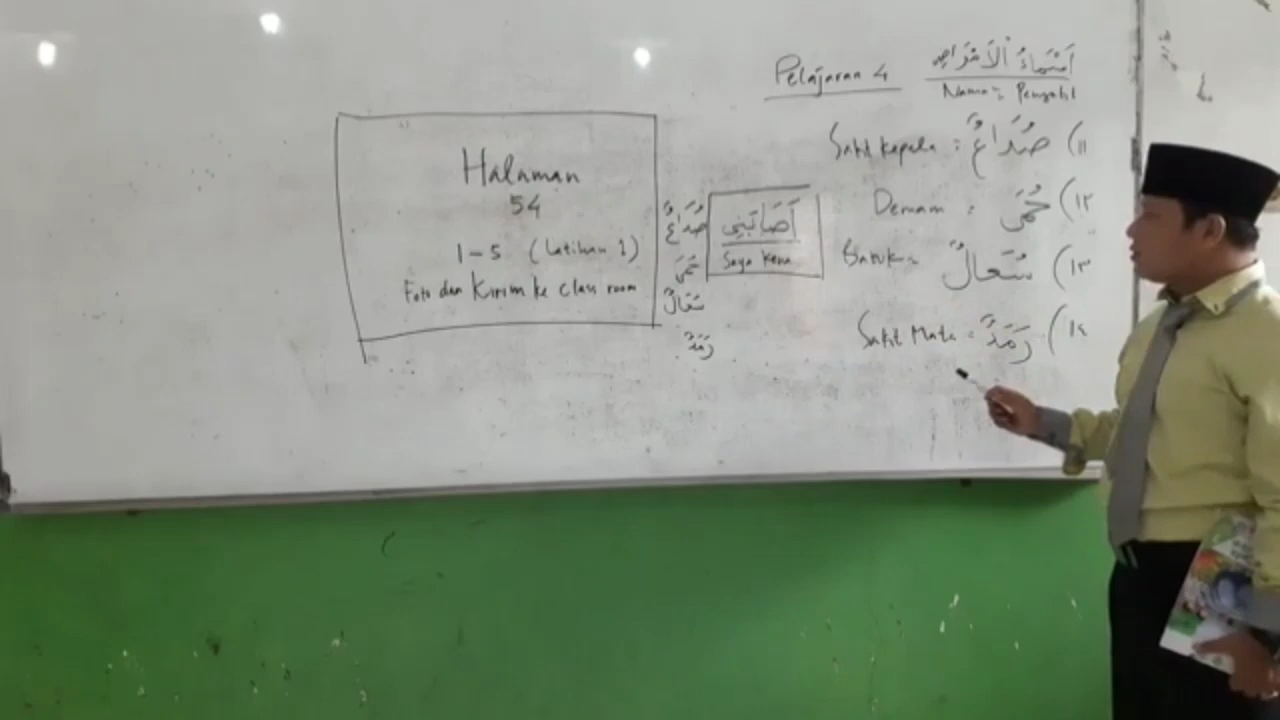 Pelajaran 4
أَسْمَاءُ الْأَمْرَاضِ
Nama2 Penyakit
(١١ صُدَاعٌ : Sakit Kepala
(١٢ حُمَّى : Demam
(١٣ سُعَالٌ : Batuk
(١٤ رَمَدٌ : Sakit Mata
أَصَابَنِي
Saya Kena
صُدَاعٌ
حُمَّى
سُعَالٌ
رَمَدٌ
Halaman
54
1-5 (Latihan 1)
Foto dan Kirim ke class room